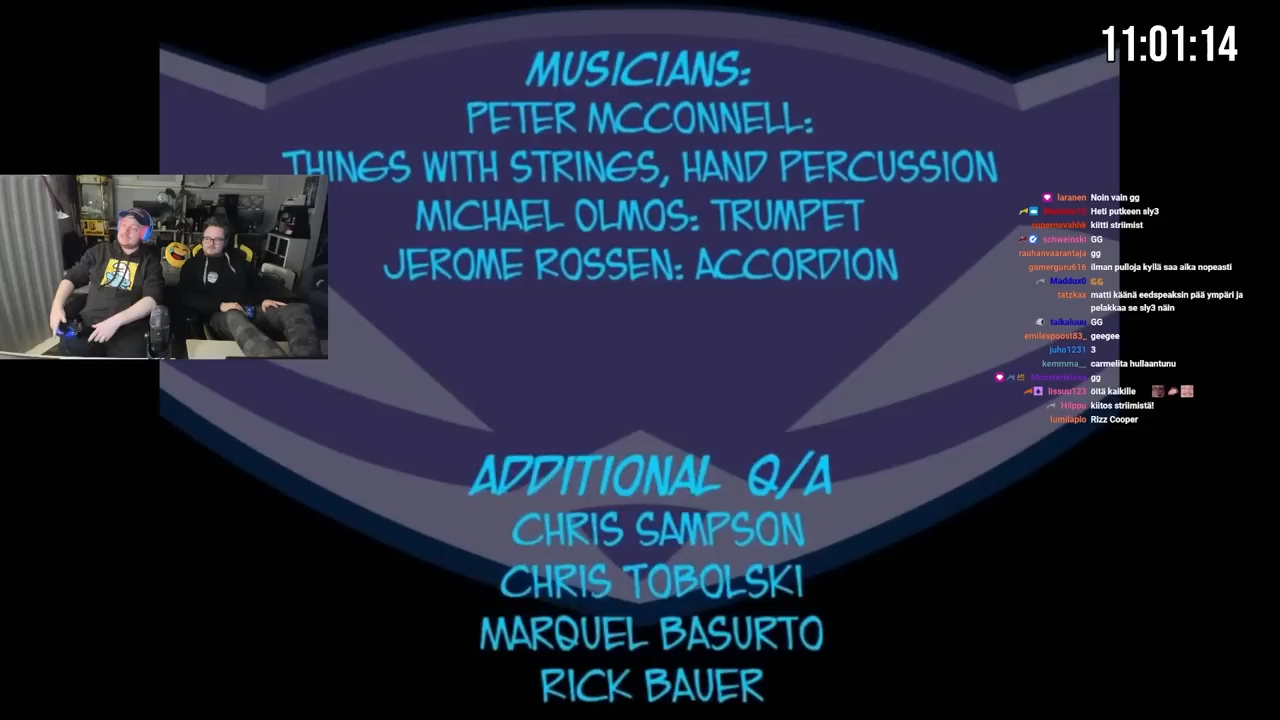 11:01:14
MUSICIANS:
PETER MCCONNELL:
THINGS WITH STRINGS, HAND PERCUSSION
MICHAEL OLMOS: TRUMPET
JEROME ROSSEN: ACCORDION
ADDITIONAL Q/A
CHRIS SAMPSON
CHRIS TOBOLSKI
MARQUEL BASURTO
RICK BAUER
laranen Noin vain gg
Heti putkeen sly3
supernovahhk kiitti striimist
schweinski GG
rauhanvaarantaja gg
gamerguru616 ilman pulloja kyllä saa aika nopeasti
Maddux0
tatzkax matti käänä eedspeaksin pää ympäri ja
pelakkaa se sly3 näin
taikaluuu GG
emilespoost83_ geegee
juho1231 3
kemmma__ carmelita hullaantunu
gg
lissuu123 öitä kaikille
Hilppu kiitos striimistä!
lumilapio Rizz Cooper